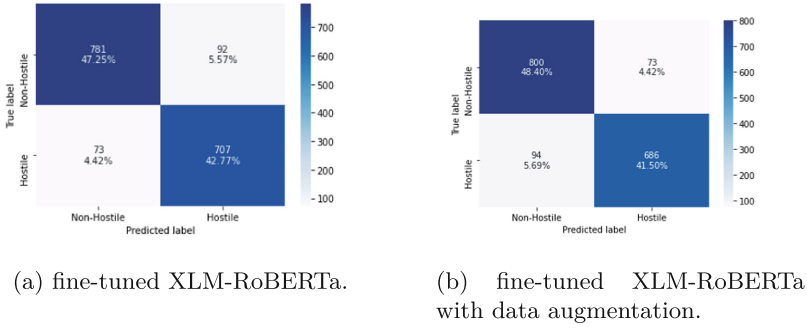 781
47.25%
92
5.57%
73
4.42%
707
42.77%
True label
Non-Hostile
Hostile
Non-Hostile
Hostile
Predicted label
700
600
500
400
300
200
100
(a) fine-tuned XLM-RoBERTa.
800
48.40%
73
4.42%
94
5.69%
686
41.50%
True label
Non-Hostile
Hostile
Non-Hostile
Hostile
Predicted label
800
700
600
500
400
300
200
100
(b) fine-tuned XLM-RoBERTa
with data augmentation.